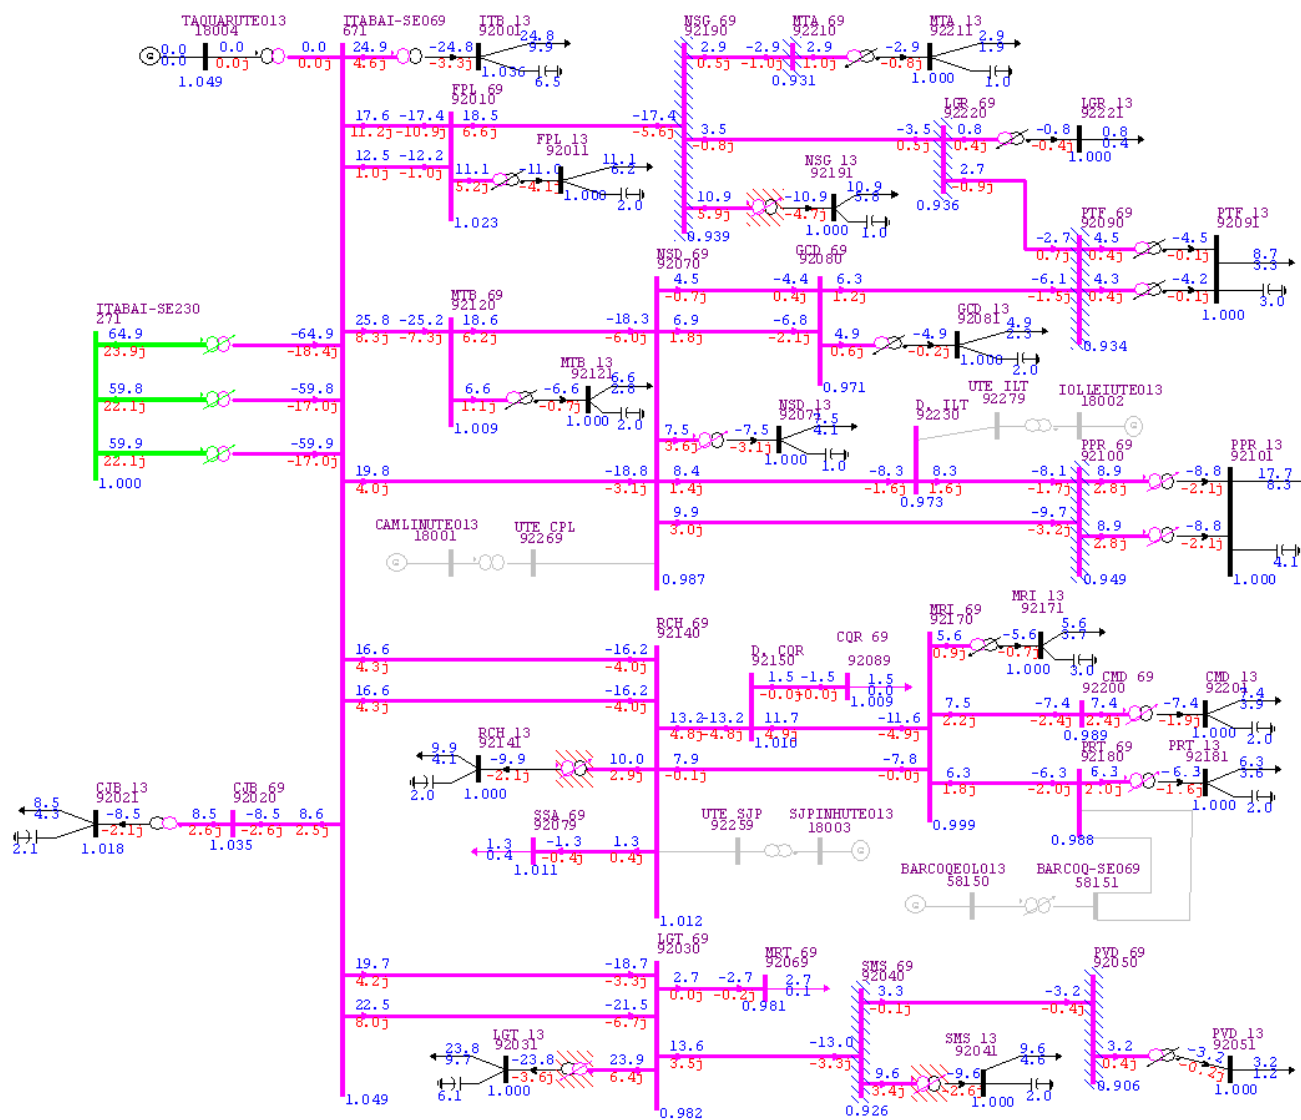 TAQUARUTE013
18004
ITABAI-SE069
671
ITB 13
92001
NSG 69
92190
MTA 69
92210
MTA 13
92211
0.0 0.0 0.0 24.9 -24.8 24.8
0.0 0.0j 0.0j 4.6j -3.3j 9.9
1.049 1.036 6.5
2.9 -2.9 2.9 -2.9 2.9
0.5j -1.0j 1.0j -0.8j 1.9
0.931 1.000 1.0
FPL 69
92010
17.6 -17.4 18.5 -17.4
11.2j -10.9j 6.6j -5.6j
12.5 -12.2
1.0j -1.0j
FPL 13
92011
11.1 -11.0 11.1
5.2j -4.1j 6.2
1.000 2.0
1.023
LGR 69
92220
LGR 13
92221
3.5 -3.5 0.8 -0.8 0.8
-0.8j 0.5j 0.4j -0.4j 0.4
1.000
NSG 13
92191
10.9 -10.9 10.9
5.9j -4.7j 3.8
1.000 1.0
2.7
-0.9j
0.936
0.939
PTF 69
92090
PTF 13
92091
-2.7 4.5 -4.5 8.7
0.7j 0.4j -0.1j 3.3
NSD 69
92070
GCD 69
92080
4.5 -4.4 6.3 -6.1 4.3 -4.2
-0.7j 0.4j 1.2j -1.5j 0.4j -0.1j 3.0
1.000
0.934
ITABAI-SE230
271
MTB 69
92120
64.9 -64.9 25.8 -25.2 18.6 -18.3 6.9 -6.8
23.9j -18.4j 8.3j -7.3j 6.2j -6.0j 1.8j -2.1j
GCD 13
92081
4.9 -4.9 4.9
0.6j -0.2j 2.3
1.000 2.0
0.971
MTB 13
92121
59.8 -59.8 6.6 -6.6 6.6
22.1j -17.0j 1.1j -0.7j 2.8
1.000 2.0
1.009
UTE ILT
92279
IOLLEIUTE013
18002
D. ILT
92230
NSD 13
92071
7.5 -7.5 7.5
3.6j -3.1j 4.1
1.000 1.0
59.9 -59.9
22.1j -17.0j
1.000
PPR 69
92100
PPR 13
92101
19.8 -18.8 8.4 -8.3 8.3 -8.1 8.9 -8.8 17.7
4.0j -3.1j 1.4j -1.6j 1.6j -1.7j 2.8j -2.1j 8.3
0.973
9.9 -9.7 8.9 -8.8
3.0j -3.2j 2.8j -2.1j
4.1
CAMLINUTE013
18001
UTE CPL
92269
0.987 0.949 1.000
RCH 69
92140
MRI 69
92170
MRI 13
92171
16.6 -16.2
4.3j -4.0j
5.6 -5.6 5.6
0.9j -0.7j 3.7
1.000 3.0
D. CQR
92150
CQR 69
92089
1.5 -1.5 1.5
-0.0j -0.0j 0.0
1.009
16.6 -16.2
4.3j -4.0j
CMD 69
92200
CMD 13
92201
7.5 -7.4 7.4 -7.4 7.4
2.2j -2.4j 2.4j -1.9j 3.9
0.989 1.000 2.0
13.2 -13.2 11.7 -11.6
4.8j -4.8j 4.9j -4.9j
1.010
RCH 13
92141
9.9 -9.9 10.0
4.1 -2.1j 2.9j
2.0 1.000
7.9 -7.8
-0.1j -0.0j
PRT 69
92180
PRT 13
92181
6.3 -6.3 6.3 -6.3 6.3
1.8j -2.0j 2.0j -1.6j 3.6
1.000 2.0
0.999
0.988
CJB 13
92021
CJB 69
92020
8.5 -8.5 8.5 -8.6 8.6
4.3 -2.1j 2.6j -2.6j 2.5j
2.1 1.018 1.035
SSA 69
92079
1.3 -1.3 1.3
0.4 -0.4j 0.4j
1.011
UTE SJP
92259
SJPINHUTE013
18003
BARCOQEOLO13
58150
BARCOQ-SE069
58151
1.012
LGT 69
92030
MRT 69
92069
SMS 69
92040
PVD 69
92050
19.7 -18.7 2.7 -2.7 2.7
4.2j -3.3j 0.0j -0.2j 0.1
0.981
3.3 -3.2
-0.1j -0.4j
22.5 -21.5
8.0j -6.7j
LGT 13
92031
23.8 -23.8 23.9
9.7 -3.6j 6.4j
6.1 1.000
13.6 -13.0
3.5j -3.3j
SMS 13
92041
9.6 -9.6 9.6
3.4j -2.6j 4.6
1.000 2.0
PVD 13
92051
3.2 -3.2 3.2
0.4j -0.2j 1.2
0.906 1.000
1.049 0.982 0.926